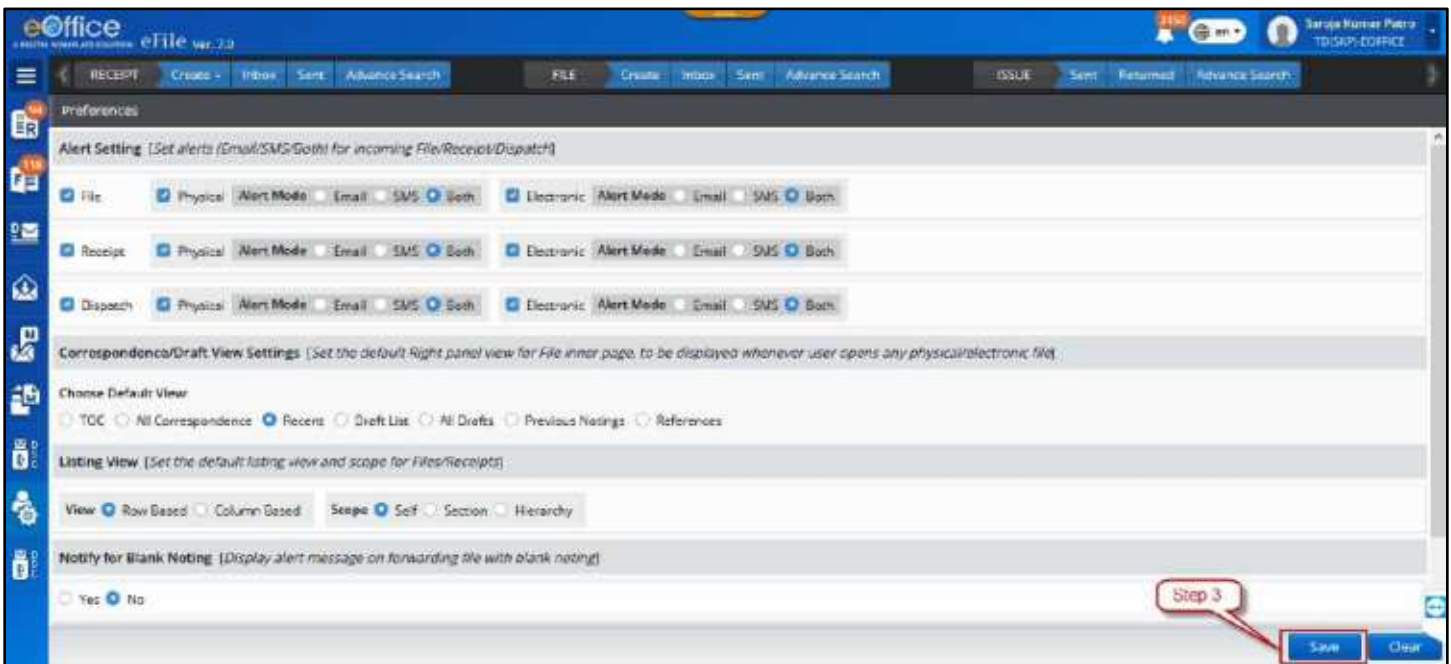 eOffice
A DIGITAL WORKPLACE SOLUTION
eFile Ver. 7.0
en
Saroja Kumar Patro
TD(SKP)-EOFFICE
RECEIPT Create Inbox Sent Advance Search FILE Create Inbox Sent Advance Search ISSUE Sent Returned Advance Search
Preferences
Alert Setting [Set alerts (Email/SMS/Both) for incoming File/Receipt/Dispatch]
File Physical Alert Mode Email SMS Both Electronic Alert Mode Email SMS Both
Receipt Physical Alert Mode Email SMS Both Electronic Alert Mode Email SMS Both
Dispatch Physical Alert Mode Email SMS Both Electronic Alert Mode Email SMS Both
Correspondence/Draft View Settings [Set the default Right panel view for File inner page, to be displayed whenever user opens any physical/electronic file]
Choose Default View
TOC All Correspondence Recent Draft List All Drafts Previous Notings References
Listing View [Set the default listing view and scope for Files/Receipts]
View Row Based Column Based Scope Self Section Hierarchy
Notify for Blank Noting [Display alert message on forwarding file with blank noting]
Yes No
Step 3
Save Clear